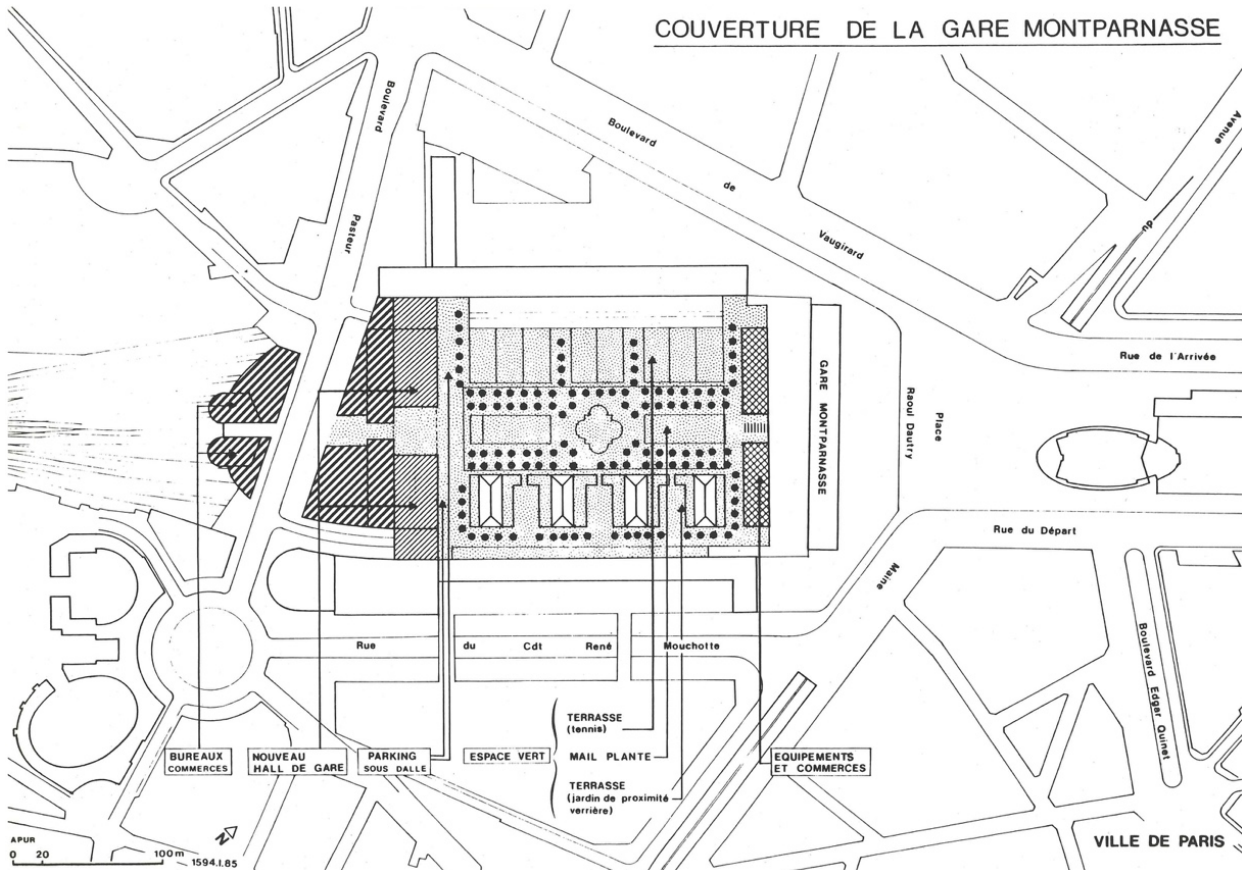 COUVERTURE DE LA GARE MONTPARNASSE
Boulevard
Pasteur
Boulevard
de
Vaugirard
Avenue
du
Maine
Rue de l'Arrivée
GARE MONTPARNASSE
Place
Raoul Dautry
Rue du Départ
Boulevard Edgar Quinet
Rue du Cdt René Mouchotte
BUREAUX
COMMERCES
NOUVEAU
HALL DE GARE
PARKING
SOUS DALLE
ESPACE VERT
TERRASSE
(tennis)
MAIL PLANTE
TERRASSE
(jardin de proximité
verrière)
EQUIPEMENTS
ET COMMERCES
APUR
0 20 100m
1594.I.85
N
VILLE DE PARIS